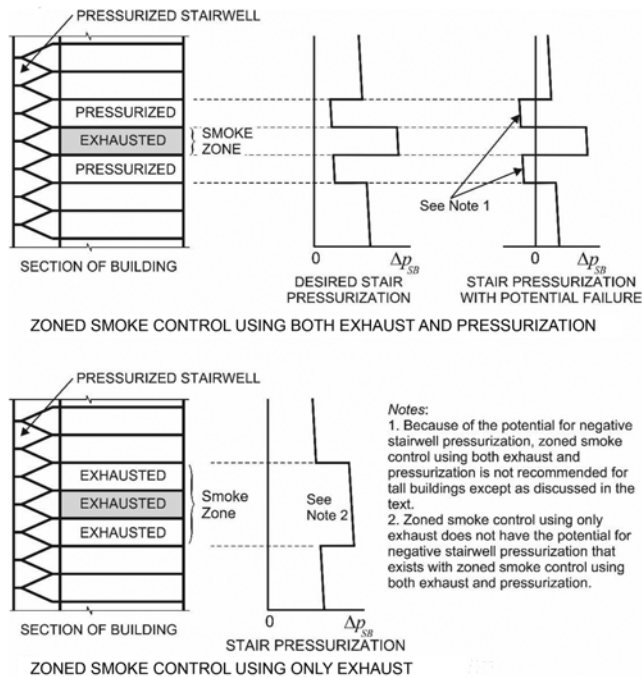 PRESSURIZED STAIRWELL
PRESSURIZED
EXHAUSTED
PRESSURIZED
SMOKE
ZONE
See Note 1
SECTION OF BUILDING
0
Δp_SB
DESIRED STAIR
PRESSURIZATION
0
Δp_SB
STAIR PRESSURIZATION
WITH POTENTIAL FAILURE
ZONED SMOKE CONTROL USING BOTH EXHAUST AND PRESSURIZATION
PRESSURIZED STAIRWELL
EXHAUSTED
EXHAUSTED
EXHAUSTED
Smoke
Zone
See
Note 2
SECTION OF BUILDING
0
Δp_SB
STAIR PRESSURIZATION
Notes:
1. Because of the potential for negative
stairwell pressurization, zoned smoke
control using both exhaust and
pressurization is not recommended for
tall buildings except as discussed in the
text.
2. Zoned smoke control using only
exhaust does not have the potential for
negative stairwell pressurization that
exists with zoned smoke control using
both exhaust and pressurization.
ZONED SMOKE CONTROL USING ONLY EXHAUST